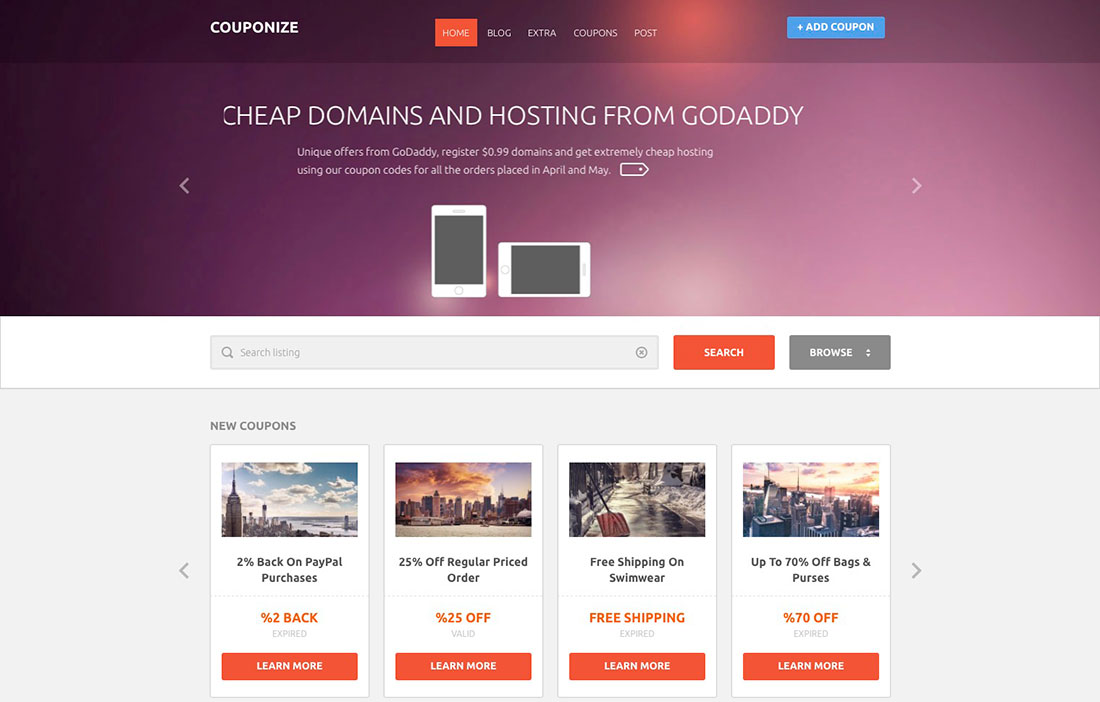 COUPONIZE
HOME BLOG EXTRA COUPONS POST
+ ADD COUPON
CHEAP DOMAINS AND HOSTING FROM GODADDY
Unique offers from GoDaddy, register $0.99 domains and get extremely cheap hosting
using our coupon codes for all the orders placed in April and May.
Search listing
SEARCH
BROWSE
NEW COUPONS
2% Back On PayPal
Purchases
%2 BACK
EXPIRED
LEARN MORE
25% Off Regular Priced
Order
%25 OFF
VALID
LEARN MORE
Free Shipping On
Swimwear
FREE SHIPPING
EXPIRED
LEARN MORE
Up To 70% Off Bags &
Purses
%70 OFF
EXPIRED
LEARN MORE